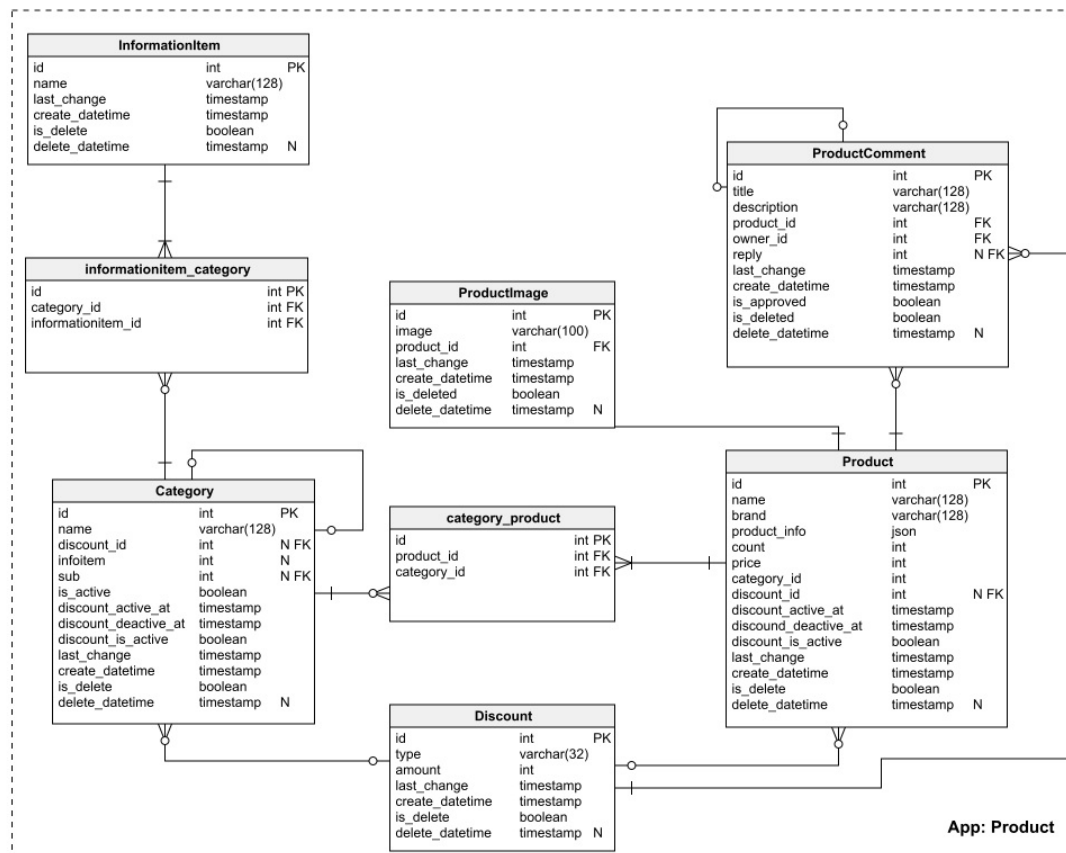 InformationItem
id int PK
name varchar(128)
last_change timestamp
create_datetime timestamp
is_delete boolean
delete_datetime timestamp N
ProductComment
id int PK
title varchar(128)
description varchar(128)
product_id int FK
owner_id int FK
reply int N FK
last_change timestamp
create_datetime timestamp
is_approved boolean
is_deleted boolean
delete_datetime timestamp N
informationitem_category
id int PK
category_id int FK
informationitem_id int FK
ProductImage
id int PK
image varchar(100)
product_id int FK
last_change timestamp
create_datetime timestamp
is_deleted boolean
delete_datetime timestamp N
Product
id int PK
name varchar(128)
brand varchar(128)
product_info json
count int
price int
category_id int
discount_id int N FK
discount_active_at timestamp
discound_deactive_at timestamp
discount_is_active boolean
last_change timestamp
create_datetime timestamp
is_delete boolean
delete_datetime timestamp N
Category
id int PK
name varchar(128)
discount_id int N FK
infoitem int N
sub int N FK
is_active boolean
discount_active_at timestamp
discount_deactive_at timestamp
discount_is_active boolean
last_change timestamp
create_datetime timestamp
is_delete boolean
delete_datetime timestamp N
category_product
id int PK
product_id int FK
category_id int FK
Discount
id int PK
type varchar(32)
amount int
last_change timestamp
create_datetime timestamp
is_delete boolean
delete_datetime timestamp N
App: Product